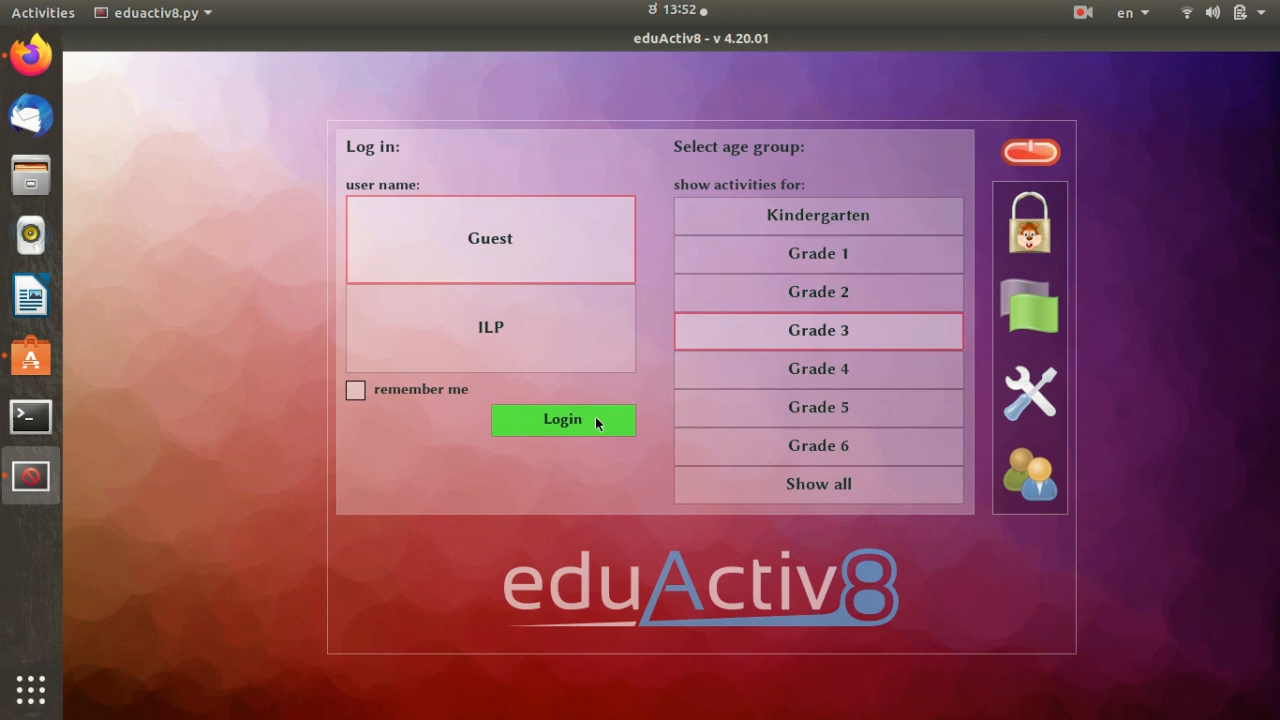 Activities
eduactiv8.py
13:52
en
eduActiv8 - v 4.20.01
Log in:
user name:
Guest
ILP
remember me
Login
Select age group:
show activities for:
Kindergarten
Grade 1
Grade 2
Grade 3
Grade 4
Grade 5
Grade 6
Show all
eduActiv8